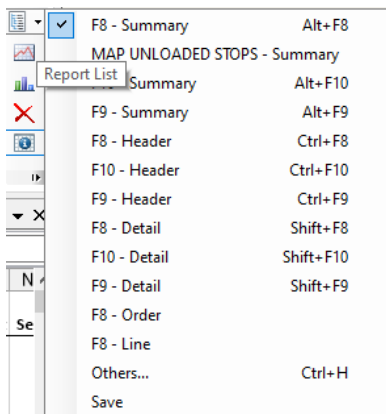 F8 - Summary Alt+F8
MAP UNLOADED STOPS - Summary
Report List
- Summary Alt+F10
F9 - Summary Alt+F9
F8 - Header Ctrl+F8
F10 - Header Ctrl+F10
F9 - Header Ctrl+F9
F8 - Detail Shift+F8
F10 - Detail Shift+F10
N
F9 - Detail Shift+F9
Se
F8 - Order
F8 - Line
Others... Ctrl+H
Save